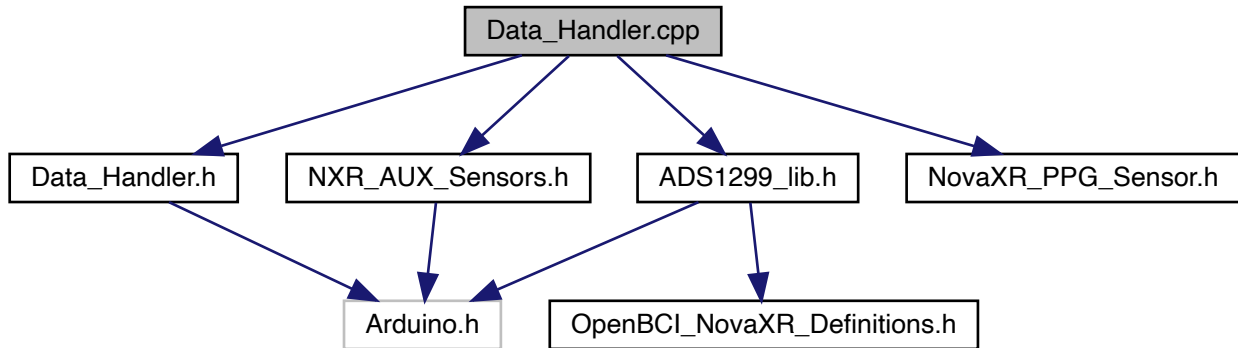 Data_Handler.cpp
Data_Handler.h
NXR_AUX_Sensors.h
ADS1299_lib.h
NovaXR_PPG_Sensor.h
Arduino.h
OpenBCI_NovaXR_Definitions.h